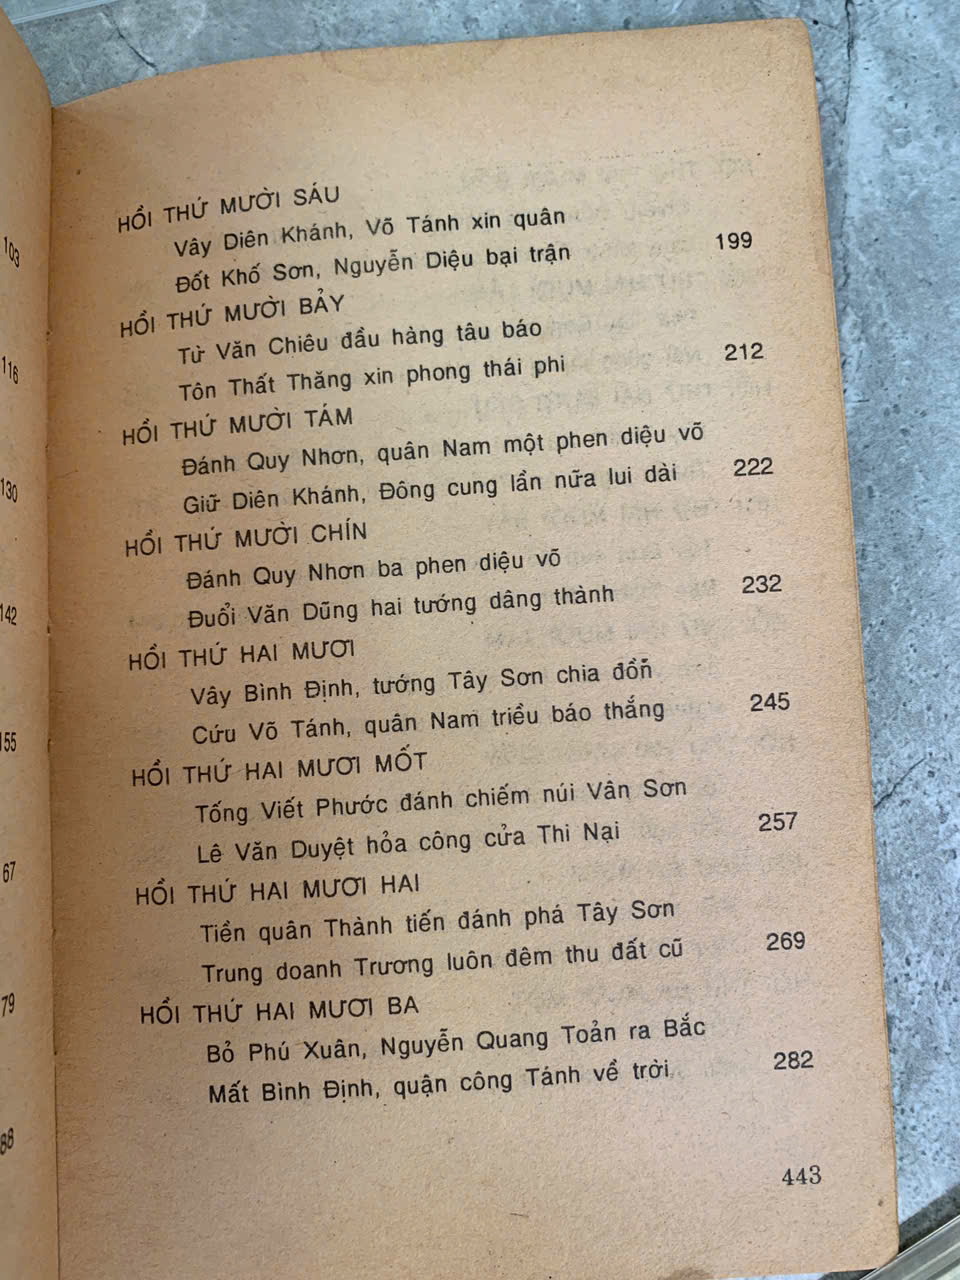 103
116
130
142
155
67
79
88
HỒI THỨ MƯỜI SÁU
Vây Diên Khánh, Võ Tánh xin quân
Đốt Khố Sơn, Nguyễn Diệu bại trận 199
HỒI THỨ MƯỜI BẢY
Từ Văn Chiêu đầu hàng tâu báo
Tôn Thất Thăng xin phong thái phi 212
HỒI THỨ MƯỜI TÁM
Đánh Quy Nhơn, quân Nam một phen diệu võ
Giữ Diên Khánh, Đông cung lần nữa lui dài 222
HỒI THỨ MƯỜI CHÍN
Đánh Quy Nhơn ba phen diệu võ
Đuổi Văn Dũng hai tướng dâng thành 232
HỒI THỨ HAI MƯƠI
Vây Bình Định, tướng Tây Sơn chia đồn
Cứu Võ Tánh, quân Nam triều báo thắng 245
HỒI THỨ HAI MƯƠI MỐT
Tống Viết Phước đánh chiếm núi Vân Sơn
Lê Văn Duyệt hỏa công cửa Thi Nại 257
HỒI THỨ HAI MƯƠI HAI
Tiền quân Thành tiến đánh phá Tây Sơn
Trung doanh Trương luôn đêm thu đất cũ 269
HỒI THỨ HAI MƯƠI BA
Bỏ Phú Xuân, Nguyễn Quang Toản ra Bắc
Mất Bình Định, quận công Tánh về trời 282
443